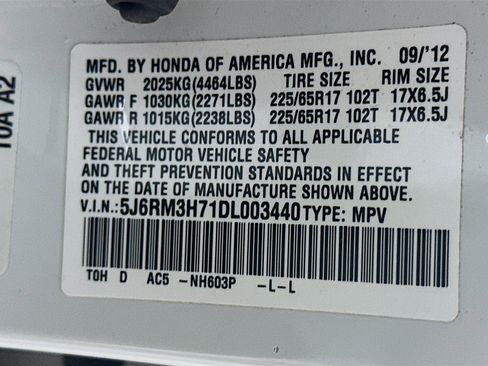 10A A2
MFD. BY HONDA OF AMERICA MFG., INC. 09/'12
GVWR 2025KG(4464LBS) TIRE SIZE RIM SIZE
GAWR F 1030KG(2271LBS) 225/65R17 102T 17X6.5J
GAWR R 1015KG(2238LBS) 225/65R17 102T 17X6.5J
THIS VEHICLE CONFORMS TO ALL APPLICABLE
FEDERAL MOTOR VEHICLE SAFETY
AND THEFT PREVENTION STANDARDS IN EFFECT
ON THE DATE OF MANUFACTURE SHOWN ABOVE.
V.I.N.:5J6RM3H71DL003440 TYPE: MPV
TOH D AC5 -NH603P -L-L